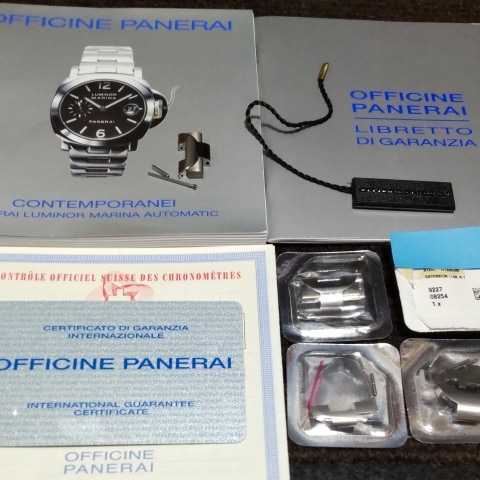 OFFICINE PANERAI
LUMINOR
MARINA
PANERAI
CONTEMPORANEI
RAI LUMINOR MARINA AUTOMATIC
OFFICINE
PANERAI
LIBRETTO
DI GARANZIA
CONTRÔLE OFFICIEL SUISSE DES CHRONOMÈTRES
CERTIFICATO DI GARANZIA
INTERNAZIONALE
OFFICINE PANERAI
INTERNATIONAL GUARANTEE
CERTIFICATE
OFFICINE
PANERAI
1 x